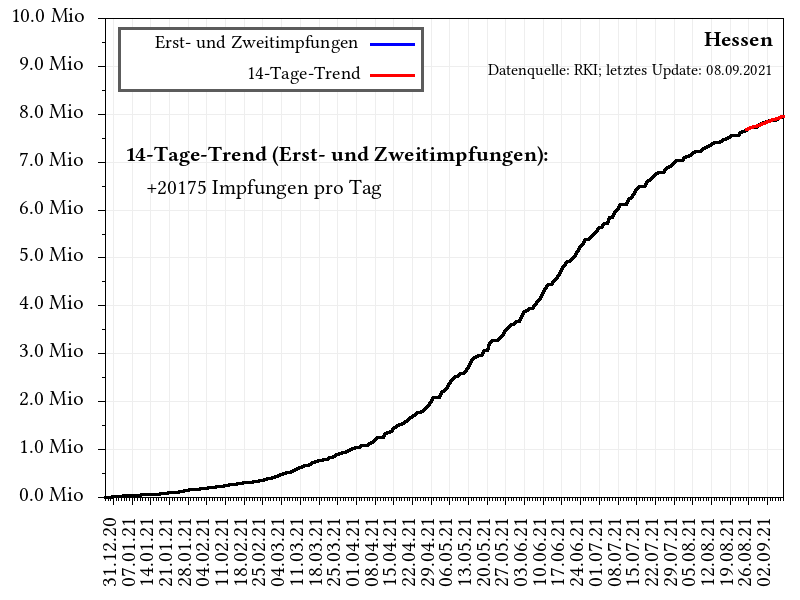 10.0 Mio
9.0 Mio
8.0 Mio
7.0 Mio
6.0 Mio
5.0 Mio
4.0 Mio
3.0 Mio
2.0 Mio
1.0 Mio
0.0 Mio
Erst- und Zweitimpfungen
14-Tage-Trend
Hessen
Datenquelle: RKI; letztes Update: 08.09.2021
14-Tage-Trend (Erst- und Zweitimpfungen):
+20175 Impfungen pro Tag
31.12.20
07.01.21
14.01.21
21.01.21
28.01.21
04.02.21
11.02.21
18.02.21
25.02.21
04.03.21
11.03.21
18.03.21
25.03.21
01.04.21
08.04.21
15.04.21
22.04.21
29.04.21
06.05.21
13.05.21
20.05.21
27.05.21
03.06.21
10.06.21
17.06.21
24.06.21
01.07.21
08.07.21
15.07.21
22.07.21
29.07.21
05.08.21
12.08.21
19.08.21
26.08.21
02.09.21